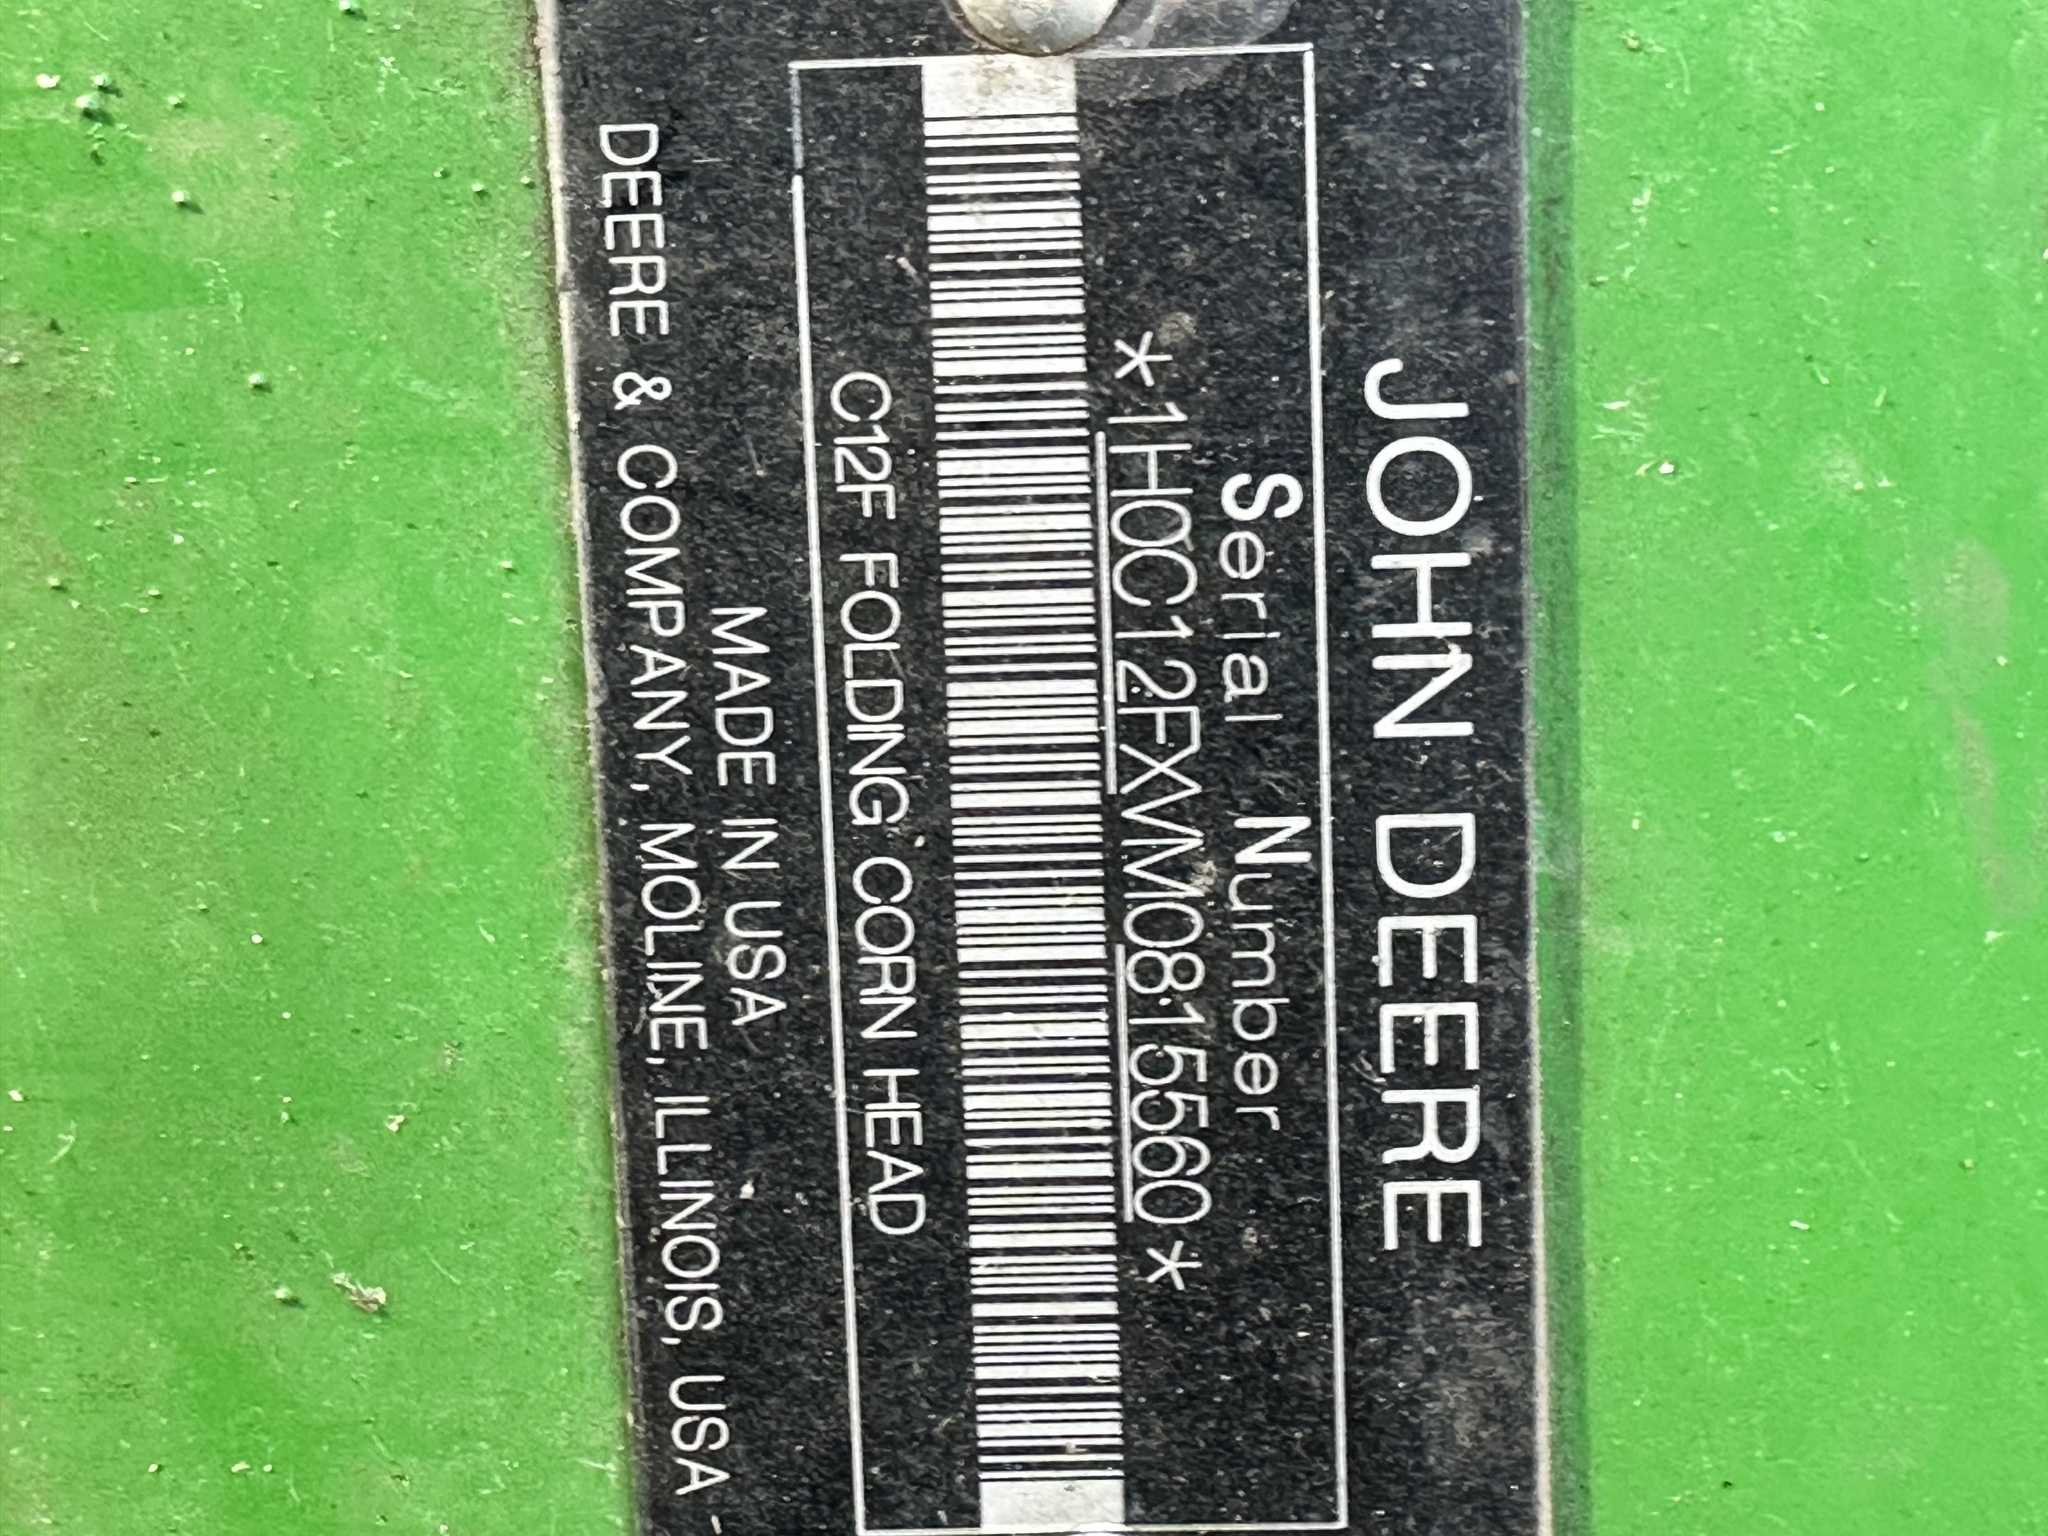 JOHN DEERE
Serial Number
*1H0C12FXVM0815560*
C12F FOLDING CORN HEAD
MADE IN USA
DEERE & COMPANY, MOLINE, ILLINOIS, USA -